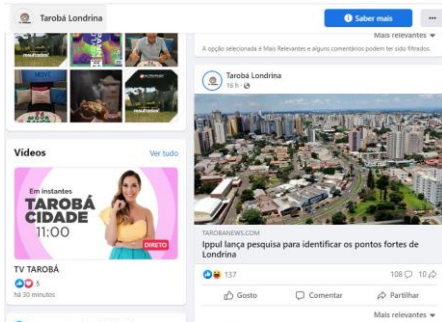 Tarobá Londrina
Saber mais
Mais relevantes
A opção selecionada é Mais Relevantes e alguns comentários podem ter sido filtrados.
Vídeos
Ver tudo
Em instantes
TAROBÁ
CIDADE
11:00
DIRETO
TV TAROBÁ
5
há 30 minutos
Tarobá Londrina
18 h
TAROBANEWS.COM
Ippul lança pesquisa para identificar os pontos fortes de
Londrina
137
108
10
Gosto
Comentar
Partilhar
Mais relevantes